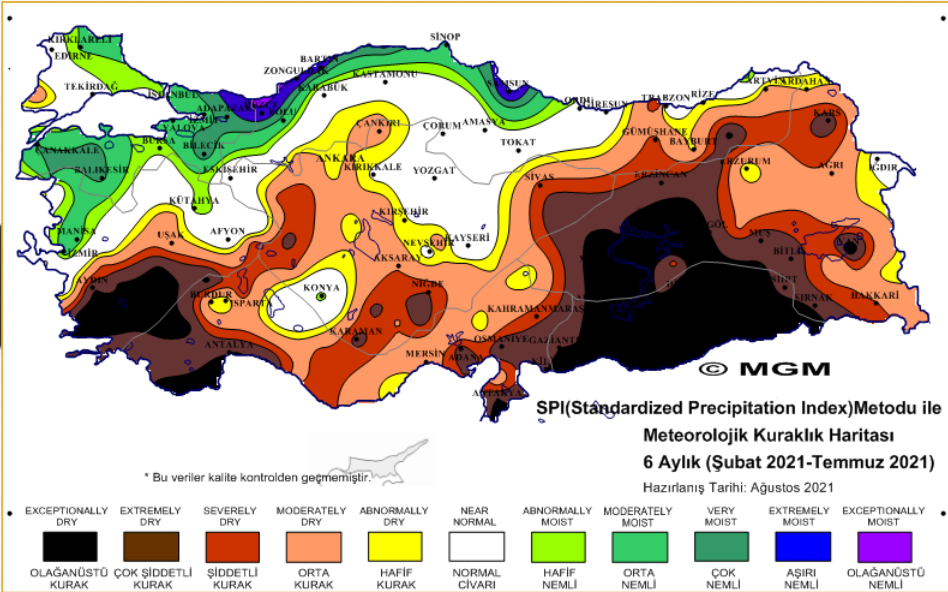 KIRKLARELİ
EDİRNE
TEKİRDAĞ
İSTANBUL
ZONGULDAK
BARTIN
KARABÜK
KASTAMONU
SİNOP
SAMSUN
ORDU
GİRESUN
TRABZON
RİZE
ARTVİN
ARDAHAN
KARS
ADAPAZARI
İZMİT
YALOVA
DÜZCE
BOLU
ÇANKIRI
ÇORUM
AMASYA
TOKAT
GÜMÜŞHANE
BAYBURT
ERZURUM
AĞRI
IĞDIR
ÇANAKKALE
BURSA
BİLECİK
BALIKESİR
ESKİŞEHİR
ANKARA
KIRIKKALE
YOZGAT
SİVAS
ERZİNCAN
KÜTAHYA
MANİSA
İZMİR
UŞAK
AFYON
KIRŞEHİR
NEVŞEHİR
KAYSERİ
AKSARAY
MUŞ
BİTLİS
AYDIN
BURDUR
ISPARTA
KONYA
NİĞDE
KAHRAMANMARAŞ
SİİRT
ŞIRNAK
HAKKARİ
KARAMAN
ANTALYA
MERSİN
ADANA
OSMANİYE
GAZİANTEP
ANTAKYA
© MGM
SPI(Standardized Precipitation Index)Metodu ile
Meteorolojik Kuraklık Haritası
6 Aylık (Şubat 2021-Temmuz 2021)
Hazırlanış Tarihi: Ağustos 2021
* Bu veriler kalite kontrolden geçmemiştir.
EXCEPTIONALLY DRY
EXTREMELY DRY
SEVERELY DRY
MODERATELY DRY
ABNORMALLY DRY
NEAR NORMAL
ABNORMALLY MOIST
MODERATELY MOIST
VERY MOIST
EXTREMELY MOIST
EXCEPTIONALLY MOIST
OLAĞANÜSTÜ KURAK
ÇOK ŞİDDETLİ KURAK
ŞİDDETLİ KURAK
ORTA KURAK
HAFİF KURAK
NORMAL CİVARI
HAFİF NEMLİ
ORTA NEMLİ
ÇOK NEMLİ
AŞIRI NEMLİ
OLAĞANÜSTÜ NEMLİ